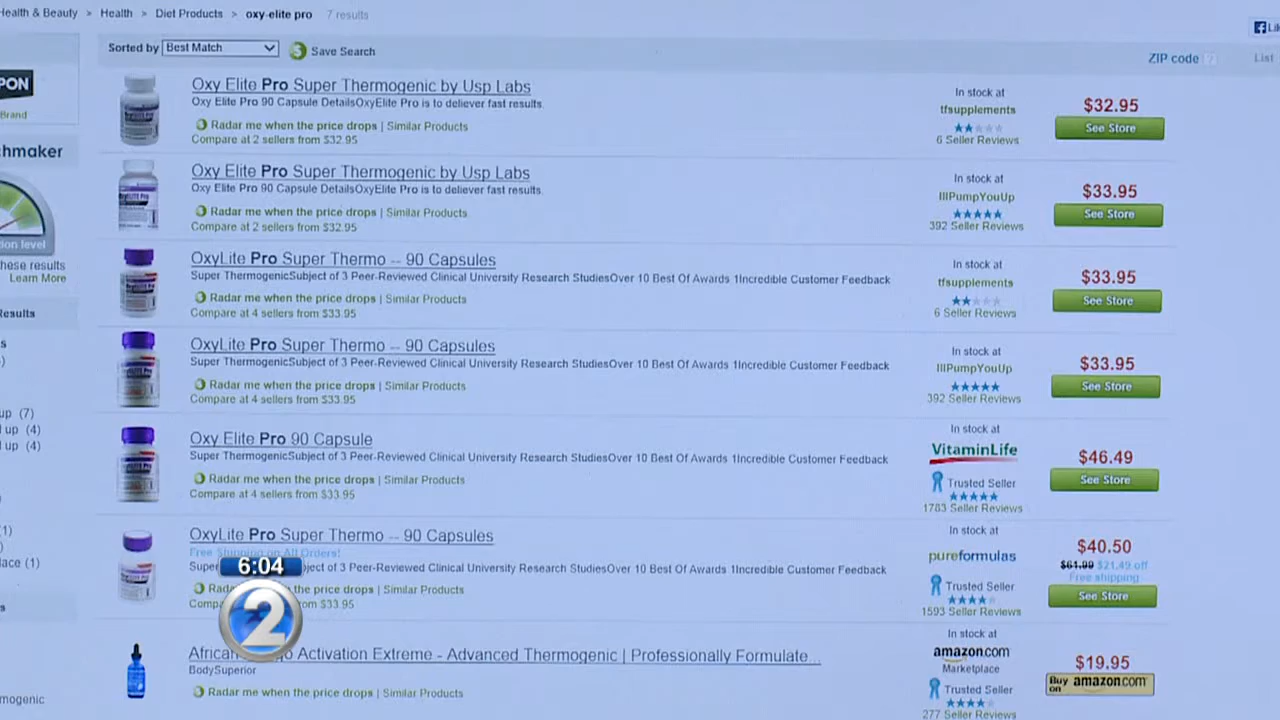 Health & Beauty > Health > Diet Products > oxy-elite pro 7 results
Sorted by Best Match Save Search
ZIP code ? List
PON
Brand
hmaker
ion level
hese results
Learn More
Results
up (7)
up (4)
up (4)
(1)
lace (1)
mogenic
Oxy Elite Pro Super Thermogenic by Usp Labs
Oxy Elite Pro 90 Capsule DetailsOxyElite Pro is to deliever fast results.
Radar me when the price drops | Similar Products
Compare at 2 sellers from $32.95
In stock at
tfsupplements
6 Seller Reviews
$32.95
See Store
Oxy Elite Pro Super Thermogenic by Usp Labs
Oxy Elite Pro 90 Capsule DetailsOxyElite Pro is to deliever fast results.
Radar me when the price drops | Similar Products
Compare at 2 sellers from $32.95
In stock at
IllPumpYouUp
392 Seller Reviews
$33.95
See Store
OxyLite Pro Super Thermo -- 90 Capsules
Super ThermogenicSubject of 3 Peer-Reviewed Clinical University Research StudiesOver 10 Best Of Awards 1Incredible Customer Feedback
Radar me when the price drops | Similar Products
Compare at 4 sellers from $33.95
In stock at
tfsupplements
6 Seller Reviews
$33.95
See Store
OxyLite Pro Super Thermo -- 90 Capsules
Super ThermogenicSubject of 3 Peer-Reviewed Clinical University Research StudiesOver 10 Best Of Awards 1Incredible Customer Feedback
Radar me when the price drops | Similar Products
Compare at 4 sellers from $33.95
In stock at
IllPumpYouUp
392 Seller Reviews
$33.95
See Store
Oxy Elite Pro 90 Capsule
Super ThermogenicSubject of 3 Peer-Reviewed Clinical University Research StudiesOver 10 Best Of Awards 1Incredible Customer Feedback
Radar me when the price drops | Similar Products
Compare at 4 sellers from $33.95
In stock at
VitaminLife
Trusted Seller
1783 Seller Reviews
$46.49
See Store
OxyLite Pro Super Thermo -- 90 Capsules
Free Shipping on All Orders!
Super ject of 3 Peer-Reviewed Clinical University Research StudiesOver 10 Best Of Awards 1Incredible Customer Feedback
Rada me when the price drops | Similar Products
Comp om $33.95
In stock at
pureformulas
Trusted Seller
1593 Seller Reviews
$40.50
$61.99 $21.49 off
Free shipping
See Store
6:04
2
African go Activation Extreme - Advanced Thermogenic | Professionally Formulate...
BodySuperior
Radar me when the price drops | Similar Products
In stock at
amazon.com
Marketplace
Trusted Seller
277 Seller Reviews
$19.95
Buy on amazon.com